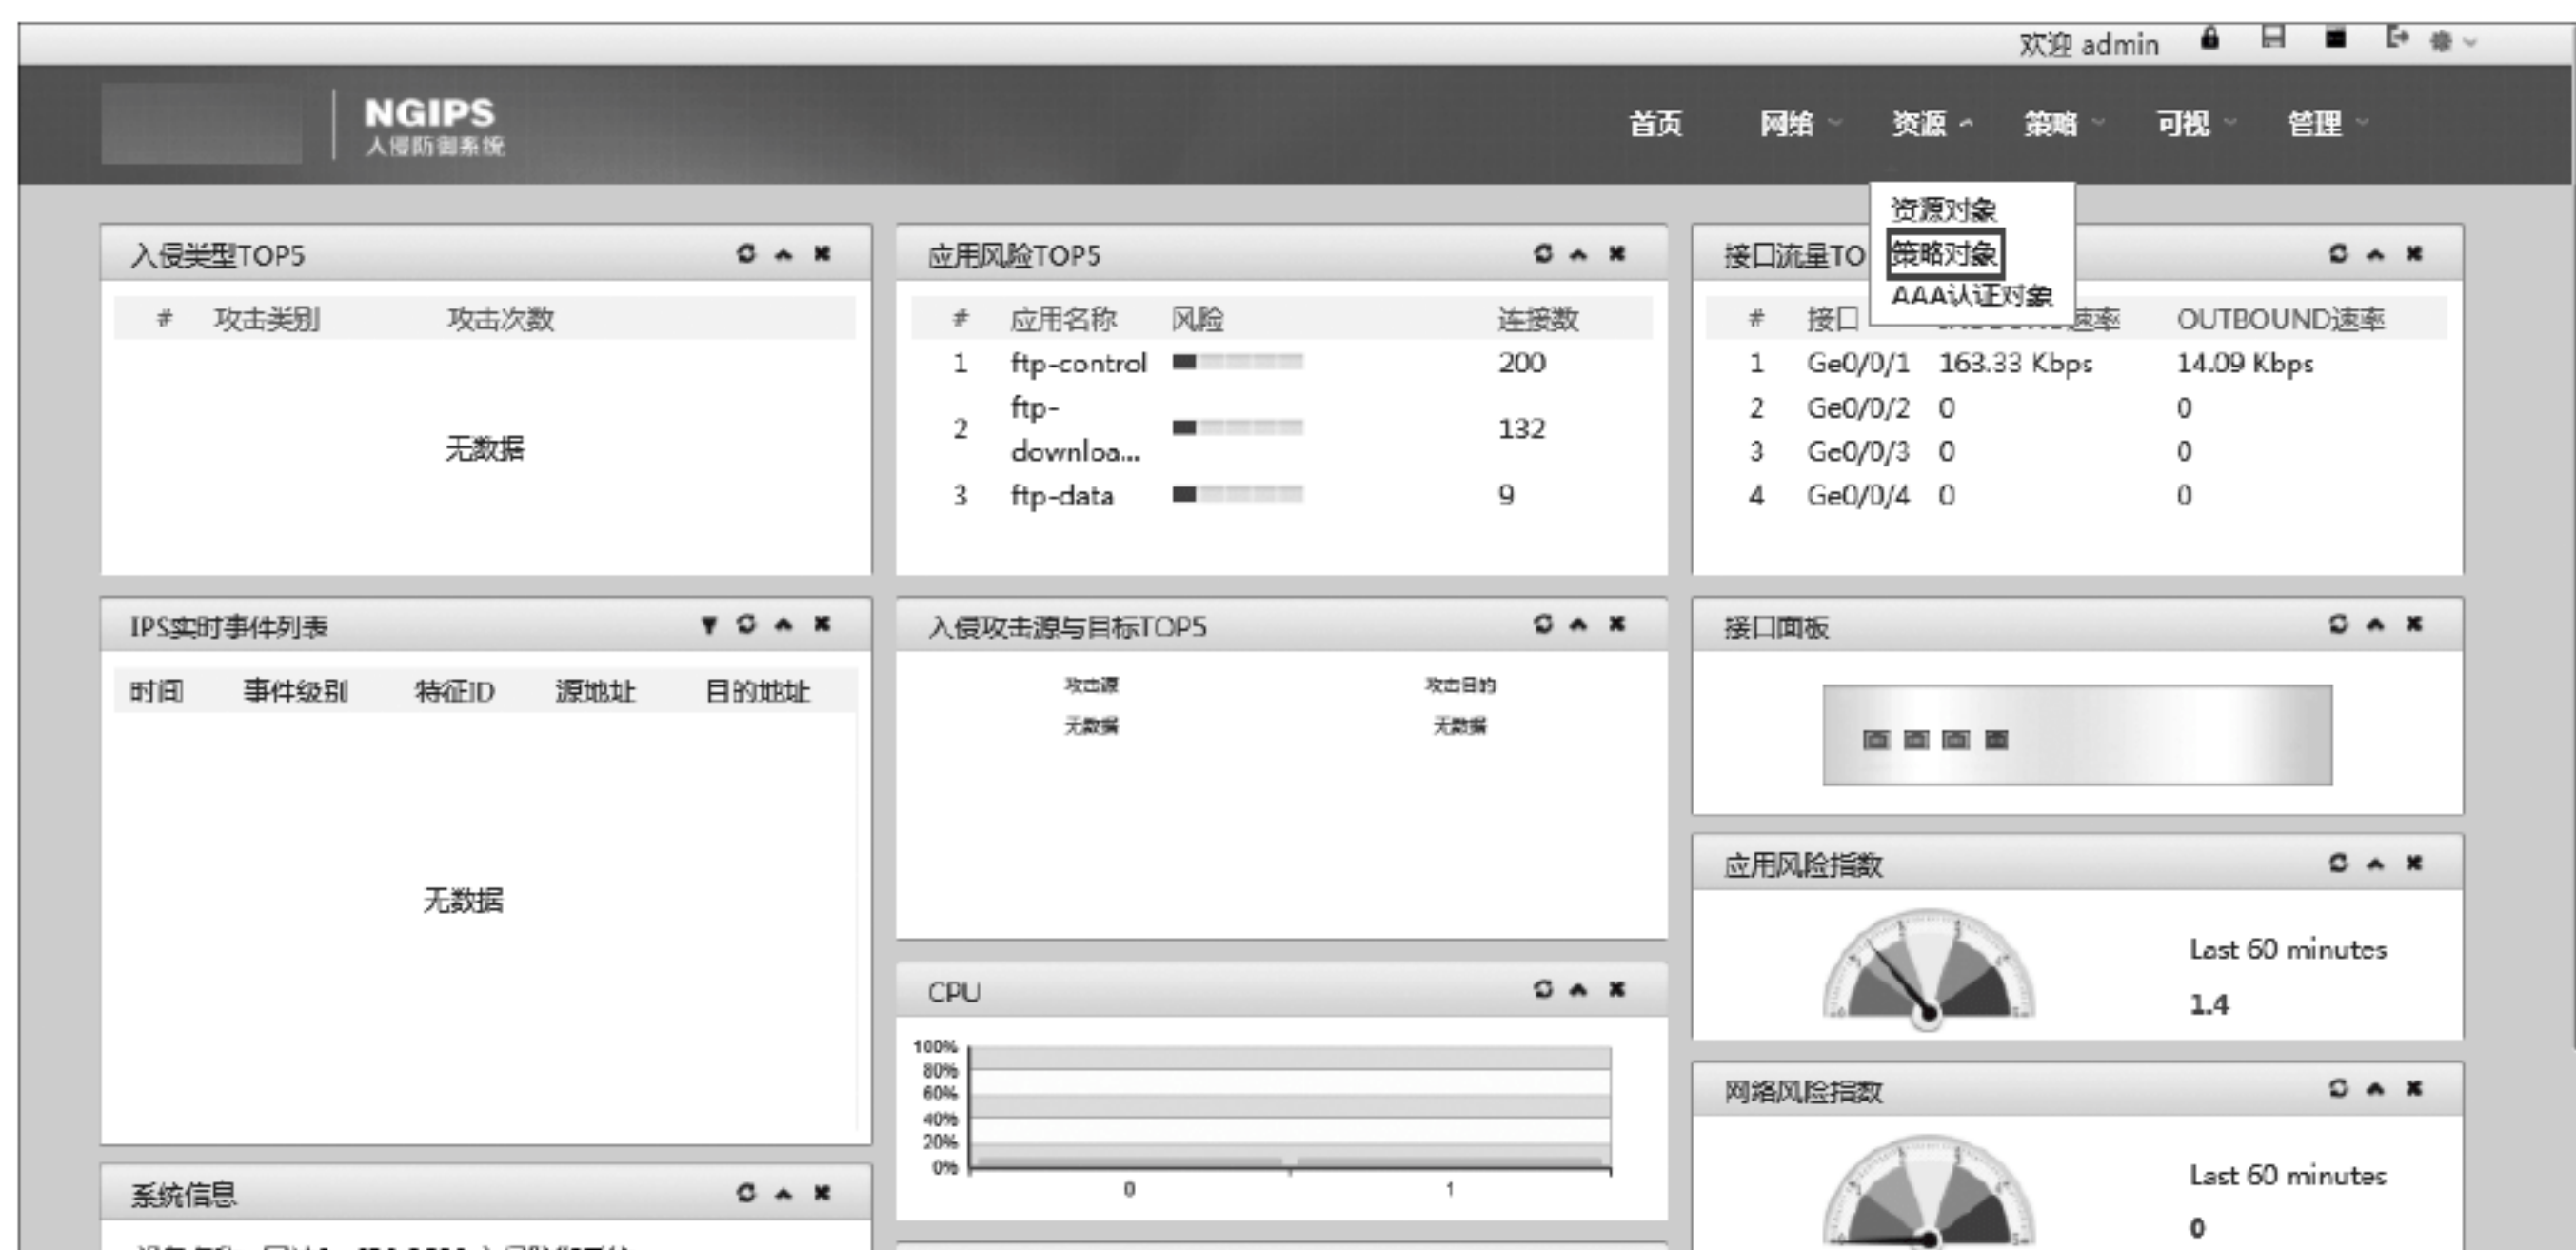 欢迎 admin
NGIPS
入侵防御系统
首页 网络 资源 策略 可视 管理
资源对象
策略对象
AAA认证对象
入侵类型TOP5
# 攻击类别 攻击次数
无数据
应用风险TOP5
# 应用名称 风险 连接数
1 ftp-control 200
2 ftp-downloa... 132
3 ftp-data 9
接口流量TO
# 接口 速率 OUTBOUND速率
1 Ge0/0/1 163.33 Kbps 14.09 Kbps
2 Ge0/0/2 0 0
3 Ge0/0/3 0 0
4 Ge0/0/4 0 0
IPS实时事件列表
时间 事件级别 特征ID 源地址 目的地址
无数据
入侵攻击源与目标TOP5
攻击源 攻击目的
无数据 无数据
接口面板
应用风险指数
Last 60 minutes
1.4
CPU
100%
80%
60%
40%
20%
0%
0 1
网络风险指数
Last 60 minutes
0
系统信息